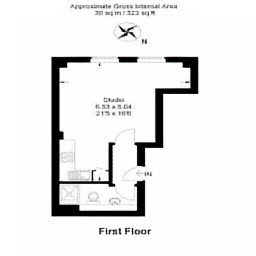 Approximate Gross Internal Area
30 sq m / 323 sq ft
N
Studio
6.53 x 5.04
21'5 x 16'6
IN
First Floor